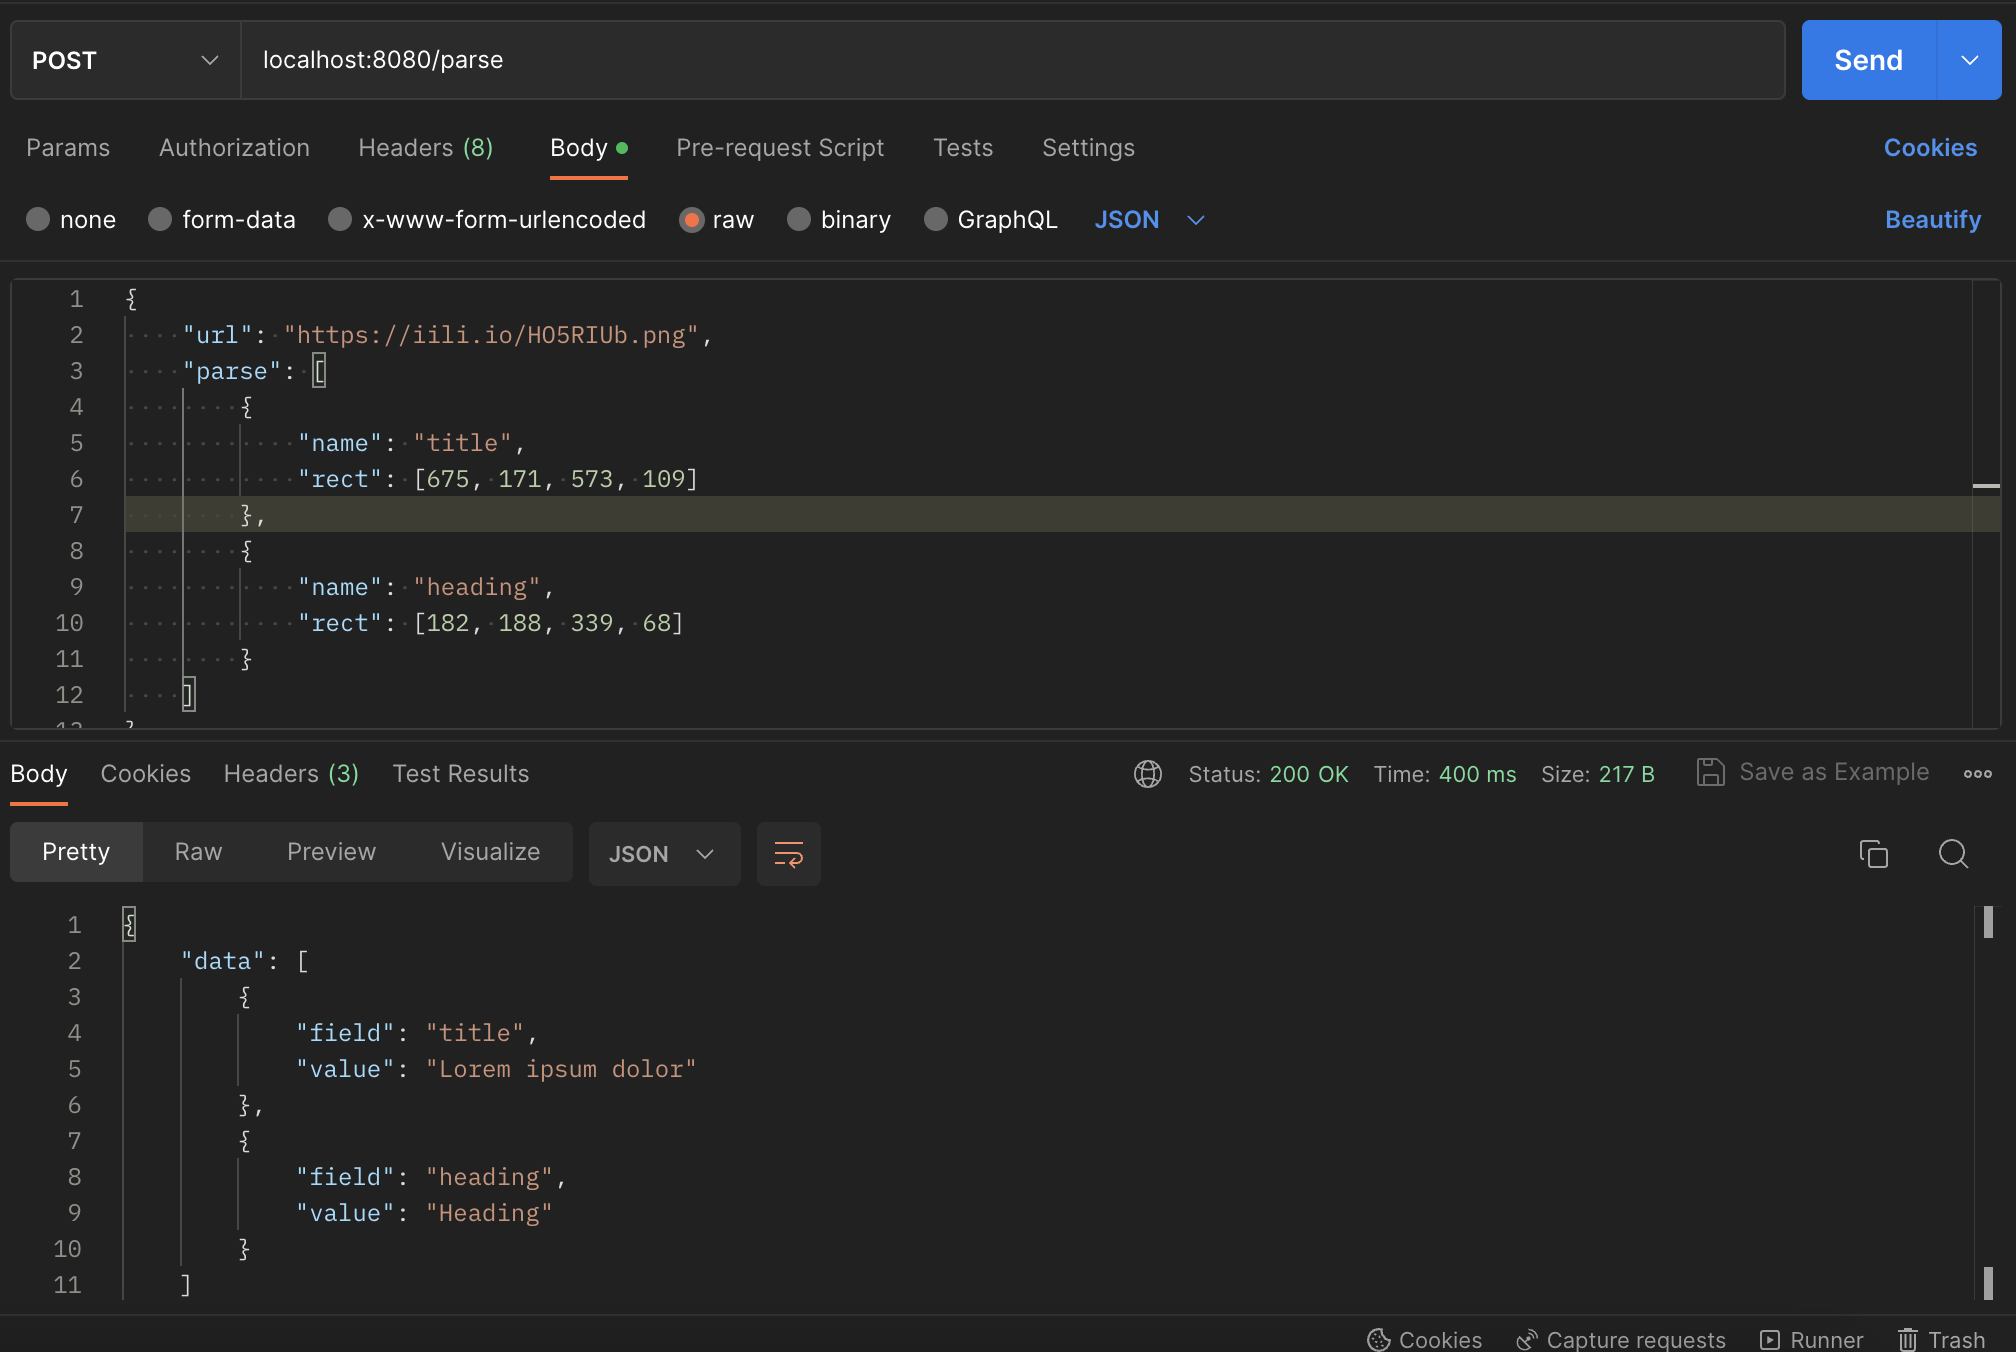 POST localhost:8080/parse Send
Params Authorization Headers (8) Body Pre-request Script Tests Settings Cookies
none form-data x-www-form-urlencoded raw binary GraphQL JSON Beautify
1 {
2 "url": "https://iili.io/HO5RIUb.png",
3 "parse": [
4 {
5 "name": "title",
6 "rect": [675, 171, 573, 109]
7 },
8 {
9 "name": "heading",
10 "rect": [182, 188, 339, 68]
11 }
12 ]
13 }
Body Cookies Headers (3) Test Results Status: 200 OK Time: 400 ms Size: 217 B Save as Example
Pretty Raw Preview Visualize JSON
1 {
2 "data": [
3 {
4 "field": "title",
5 "value": "Lorem ipsum dolor"
6 },
7 {
8 "field": "heading",
9 "value": "Heading"
10 }
11 ]
Cookies Capture requests Runner Trash